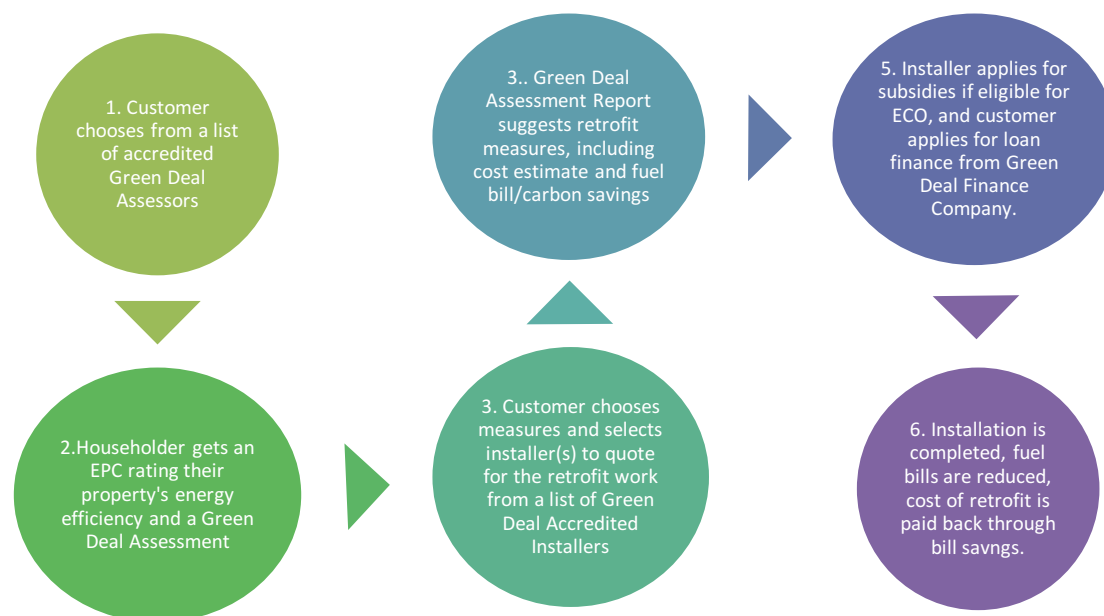 1. Customer
chooses from a list
of accredited
Green Deal
Assessors
2.Householder gets an
EPC rating their
property's energy
efficiency and a Green
Deal Assessment
3. Customer chooses
measures and selects
installer(s) to quote
for the retrofit work
from a list of Green
Deal Accredited
Installers
3.. Green Deal
Assessment Report
suggests retrofit
measures, including
cost estimate and fuel
bill/carbon savings
5. Installer applies for
subsidies if eligible for
ECO, and customer
applies for loan
finance from Green
Deal Finance
Company.
6. Installation is
completed, fuel
bills are reduced,
cost of retrofit is
paid back through
bill savngs.